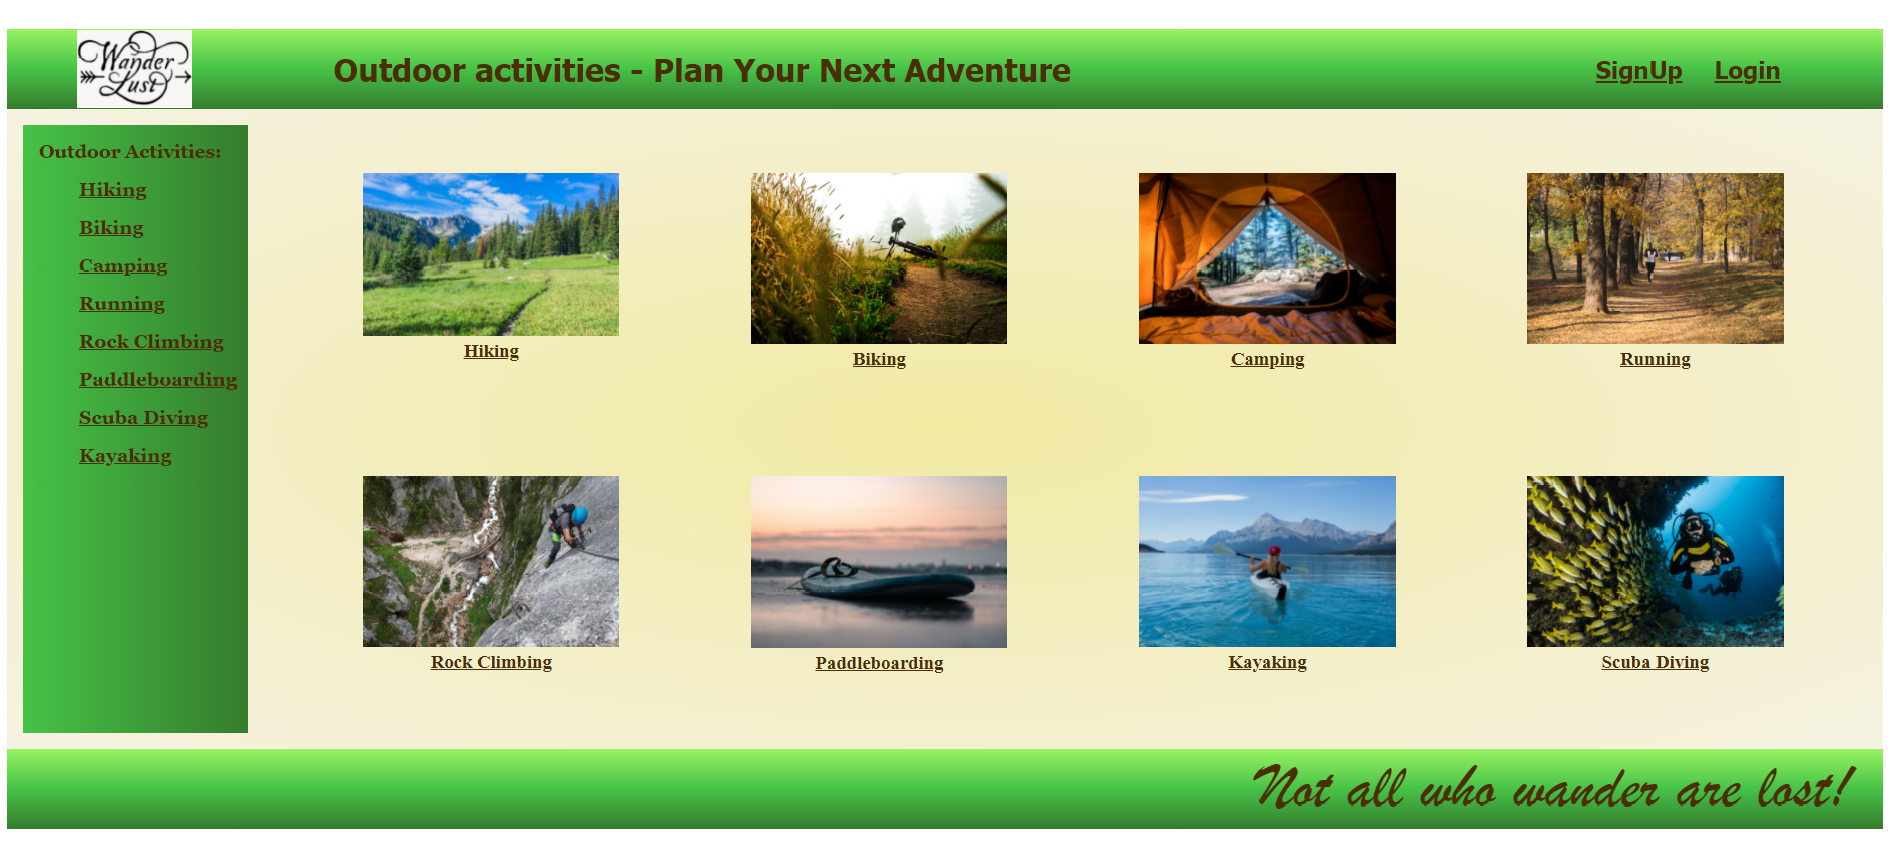 Wander
Lust
Outdoor activities - Plan Your Next Adventure
SignUp Login
Outdoor Activities:
Hiking
Biking
Camping
Running
Rock Climbing
Paddleboarding
Scuba Diving
Kayaking
Hiking
Biking
Camping
Running
Rock Climbing
Paddleboarding
Kayaking
Scuba Diving
Not all who wander are lost!